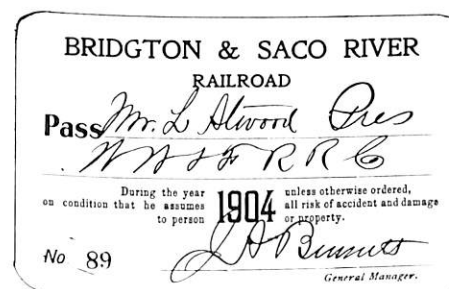 BRIDGTON & SACO RIVER
RAILROAD
Pass Mr. L Atwood Pres
W W & F R R Co
During the year 1904 unless otherwise ordered,
on condition that he assumes all risk of accident and damage
to person or property.
No 89 J A Bennett
General Manager.